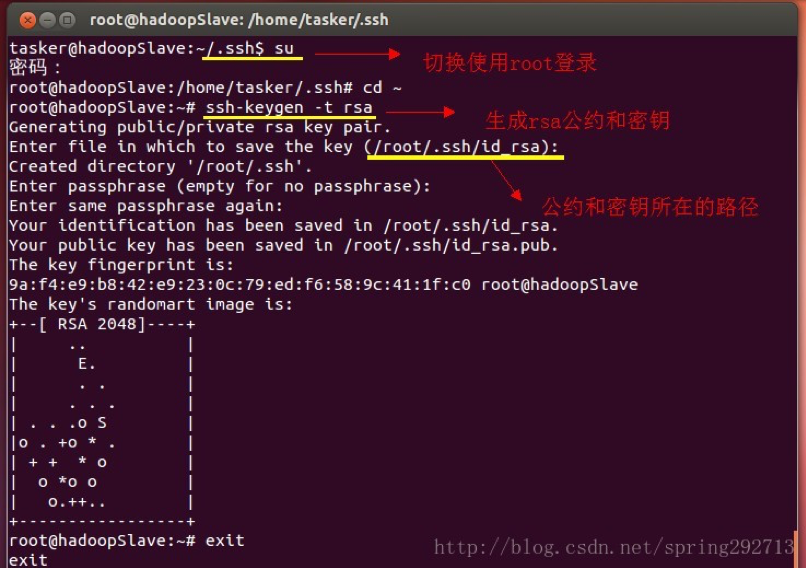 root@hadoopSlave: /home/tasker/.ssh
tasker@hadoopSlave:~/.ssh$ su
切换使用root登录
密码：
root@hadoopSlave:/home/tasker/.ssh# cd ~
root@hadoopSlave:~# ssh-keygen -t rsa
生成rsa公约和密钥
Generating public/private rsa key pair.
Enter file in which to save the key (/root/.ssh/id_rsa):
Created directory '/root/.ssh'.
Enter passphrase (empty for no passphrase):
Enter same passphrase again:
公约和密钥所在的路径
Your identification has been saved in /root/.ssh/id_rsa.
Your public key has been saved in /root/.ssh/id_rsa.pub.
The key fingerprint is:
9a:f4:e9:b8:42:e9:23:0c:79:ed:f6:58:9c:41:1f:c0 root@hadoopSlave
The key's randomart image is:
+--[ RSA 2048]----+
|     ..          |
|      E.         |
|      . .        |
|     . . .       |
| . . .o S        |
|o . +o * .       |
| + +  * o        |
|  o *o o         |
|   o.++..        |
+-----------------+
root@hadoopSlave:~# exit
exit
http://blog.csdn.net/spring292713